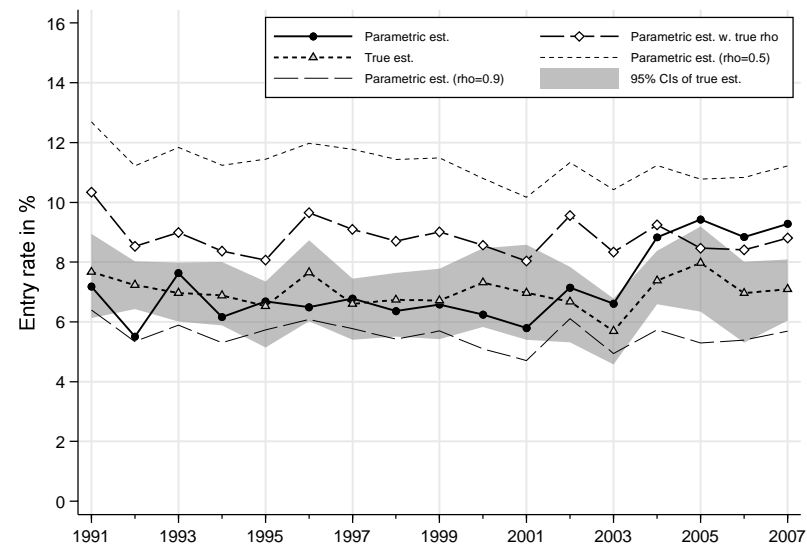 Parametric est.
Parametric est. w. true rho
True est.
Parametric est. (rho=0.5)
Parametric est. (rho=0.9)
95% CIs of true est.
Entry rate in %
16
14
12
10
8
6
4
2
0
1991 1993 1995 1997 1999 2001 2003 2005 2007